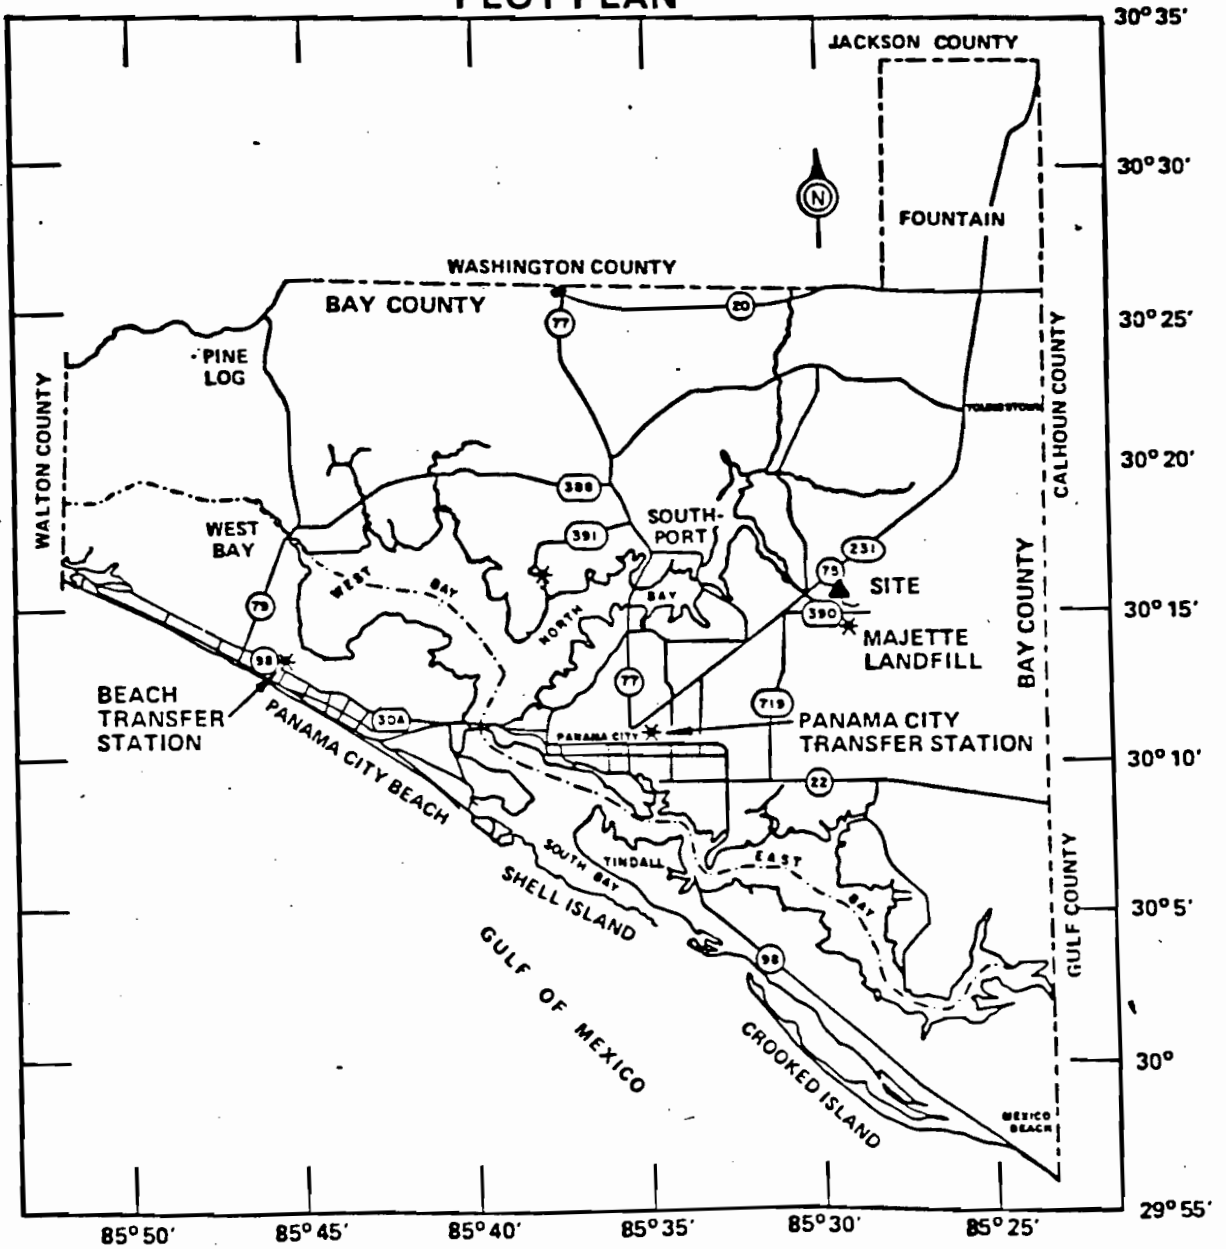 PLOT PLAN
30°35'
JACKSON COUNTY
30°30'
N
FOUNTAIN
WASHINGTON COUNTY
BAY COUNTY
20
77
30°25'
PINE
LOG
WALTON COUNTY
CALHOUN COUNTY
YOUNGSTOWN
30°20'
388
WEST
BAY
391
SOUTH-
PORT
231
75
SITE
WEST BAY
NORTH BAY
79
390
30°15'
MAJETTE
LANDFILL
BAY COUNTY
98
77
719
BEACH
TRANSFER
STATION
30A
PANAMA CITY
PANAMA CITY
TRANSFER STATION
30°10'
PANAMA CITY BEACH
22
SOUTH BAY
TINDALL
EAST BAY
SHELL ISLAND
GULF COUNTY
30°5'
GULF OF MEXICO
98
CROOKED ISLAND
30°
MEXICO
BEACH
29°55'
85°50'
85°45'
85°40'
85°35'
85°30'
85°25'